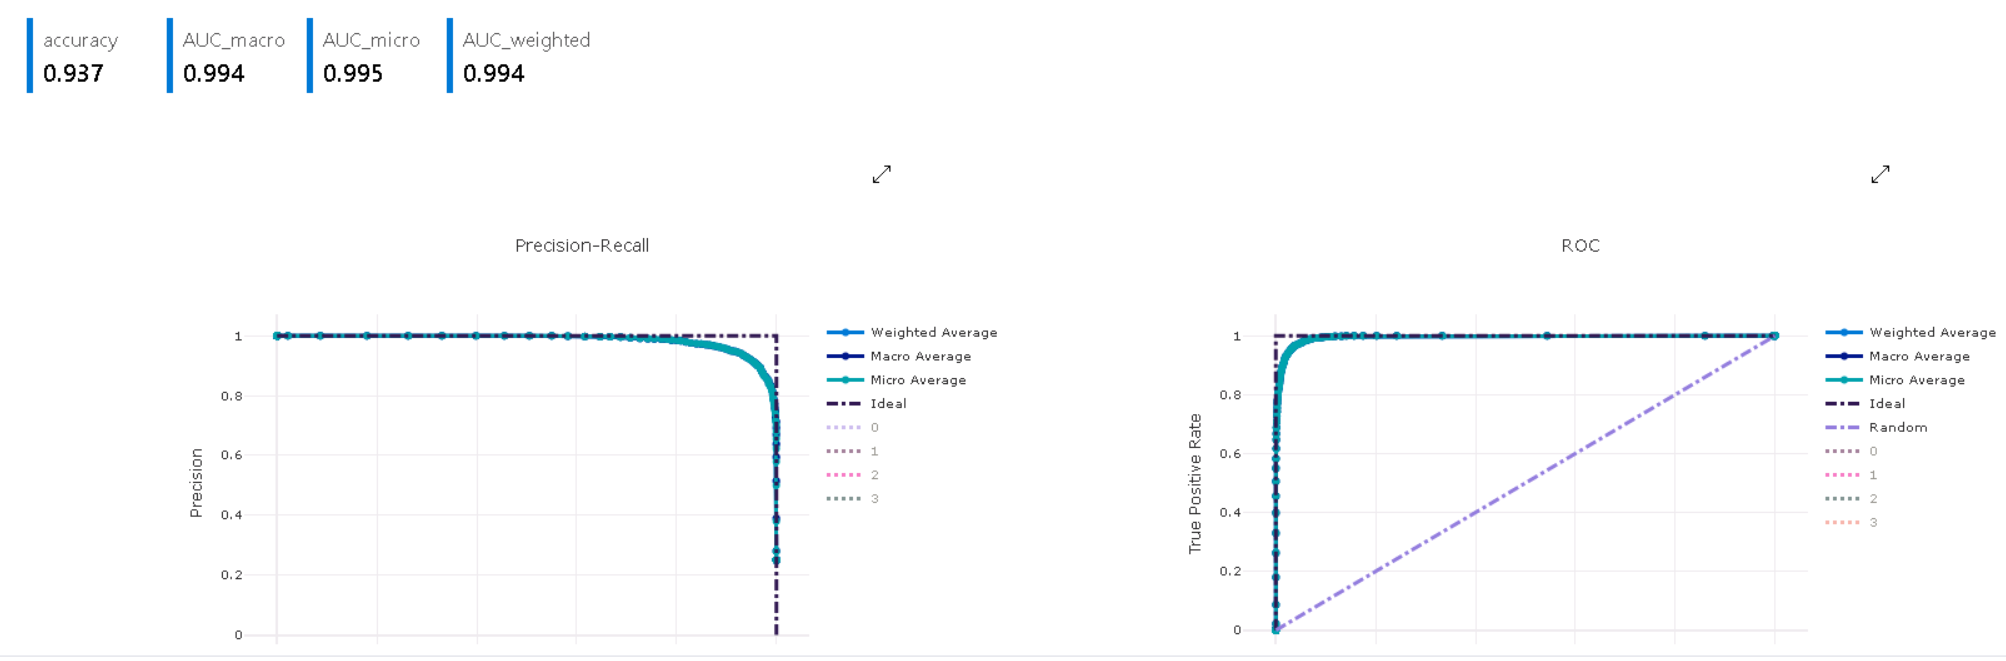 accuracy AUC_macro AUC_micro AUC_weighted
0.937 0.994 0.995 0.994
Precision-Recall
1
0.8
0.6
0.4
0.2
0
Precision
Weighted Average
Macro Average
Micro Average
Ideal
0
1
2
3
ROC
1
0.8
0.6
0.4
0.2
0
True Positive Rate
Weighted Average
Macro Average
Micro Average
Ideal
Random
0
1
2
3